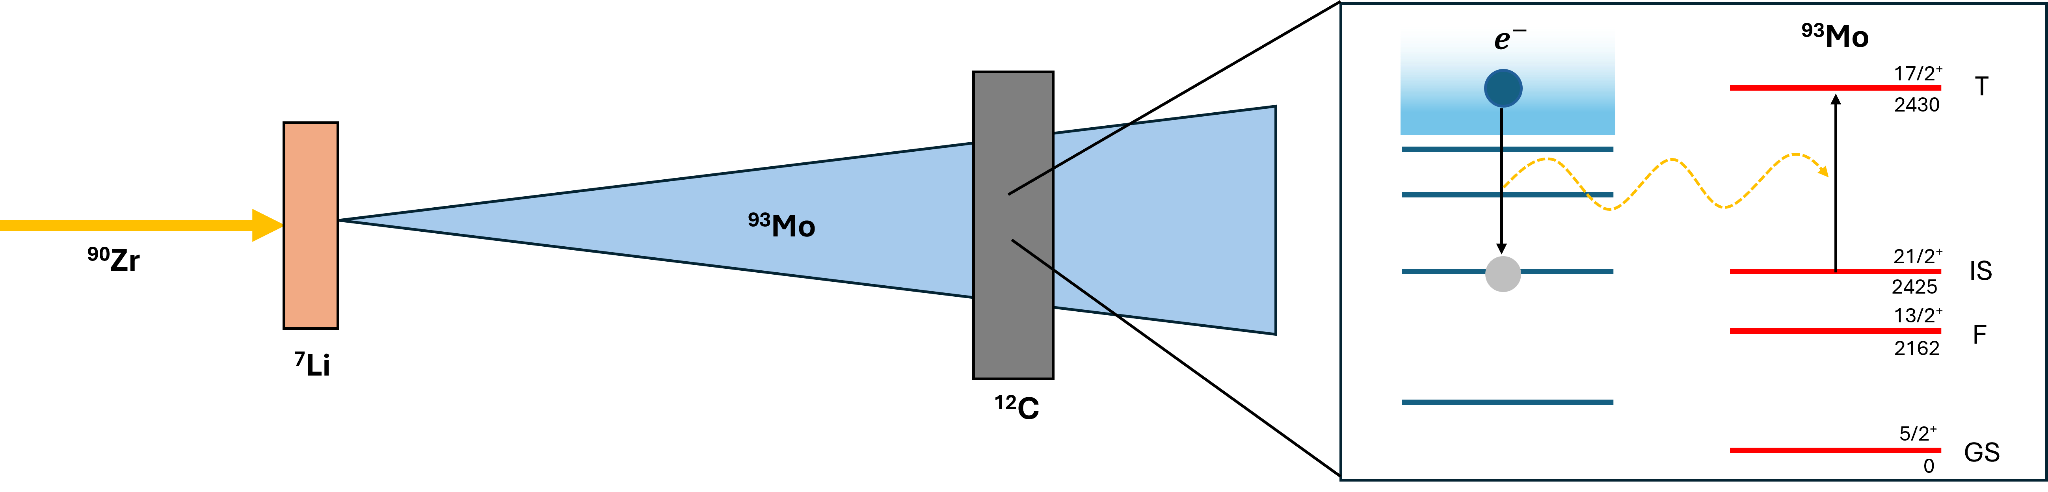 ⁹⁰Zr
⁷Li
⁹³Mo
¹²C
e⁻
⁹³Mo
17/2⁺
T
2430
21/2⁺
IS
2425
13/2⁺
F
2162
5/2⁺
GS
0